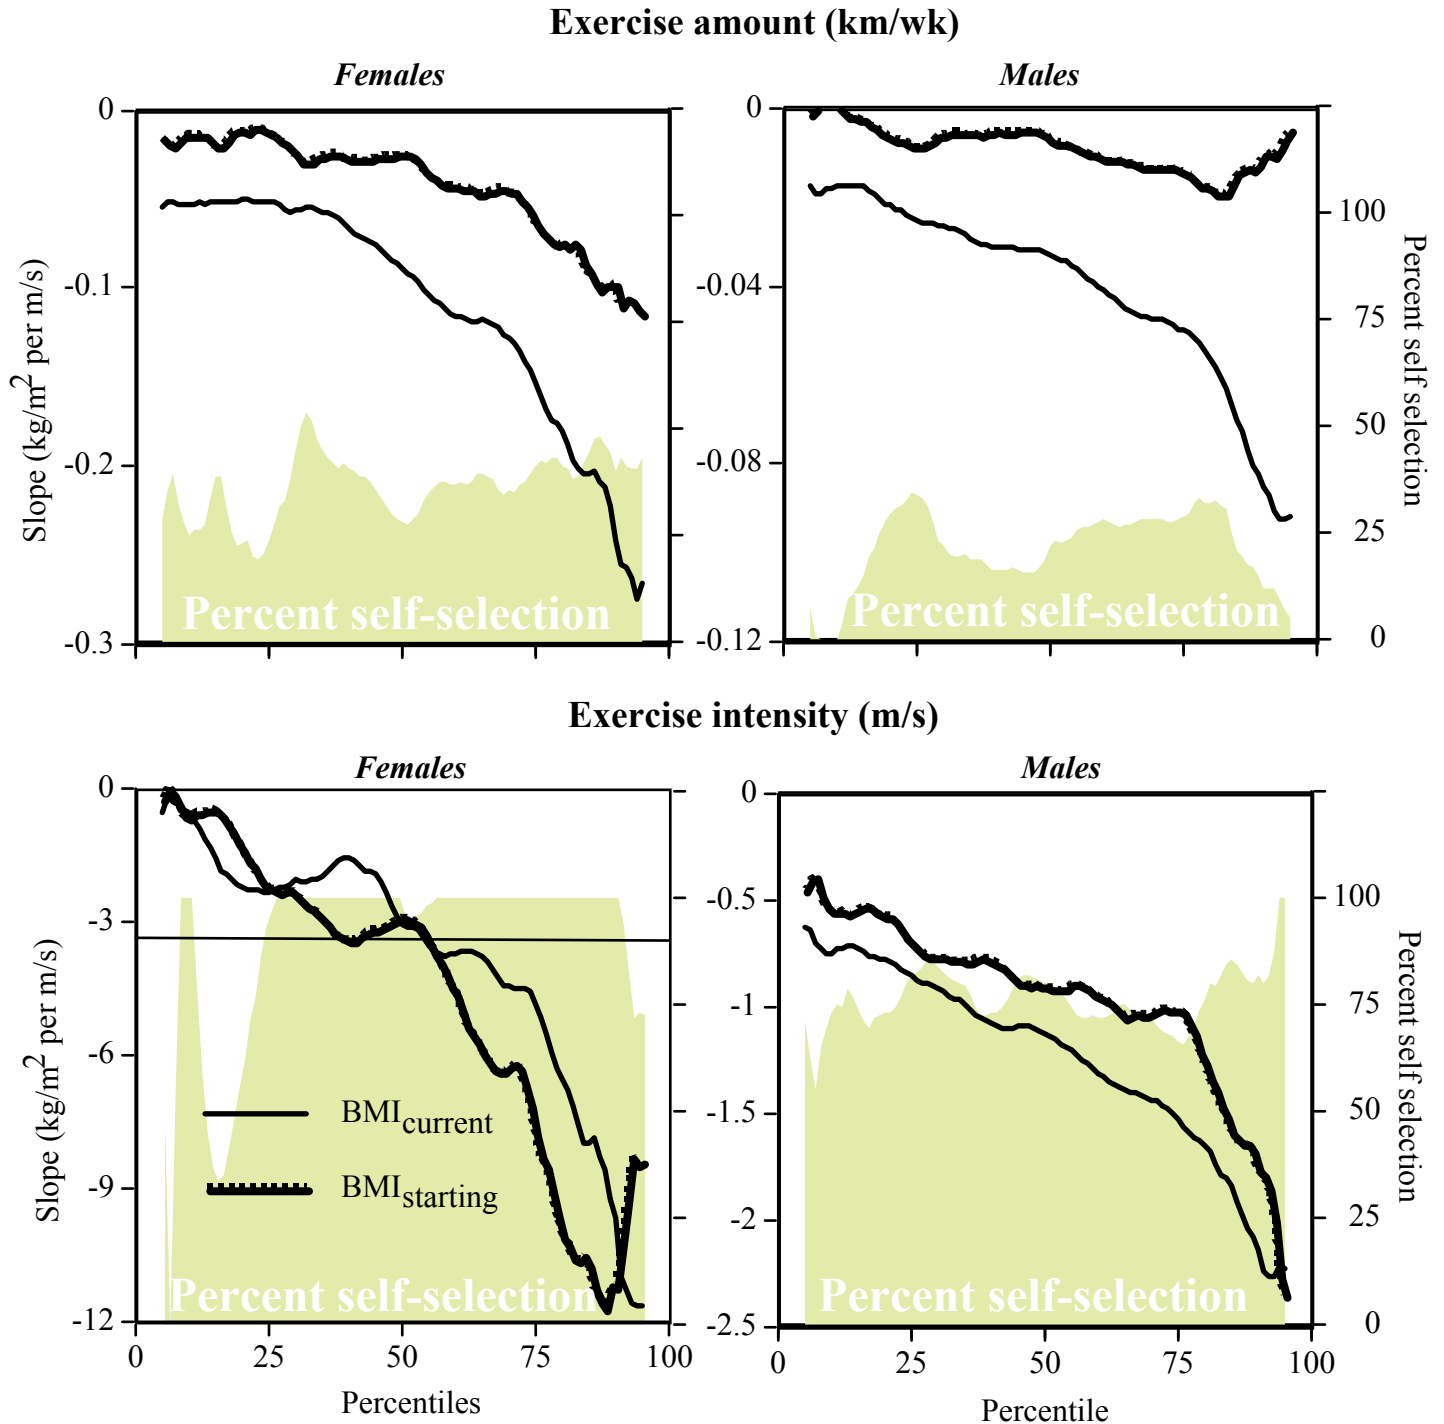 Exercise amount (km/wk)
Females
Males
0
-0.1
-0.2
-0.3
Slope (kg/m² per m/s)
Percent self-selection
0
-0.04
-0.08
-0.12
Percent self-selection
100
75
50
25
0
Percent self selection
Exercise intensity (m/s)
Females
Males
0
-3
-6
-9
-12
Slope (kg/m² per m/s)
BMIcurrent
BMIstarting
Percent self-selection
0
25
50
75
100
Percentiles
0
-0.5
-1
-1.5
-2
-2.5
Percent self-selection
100
75
50
25
0
Percent self selection
0
25
50
75
100
Percentile